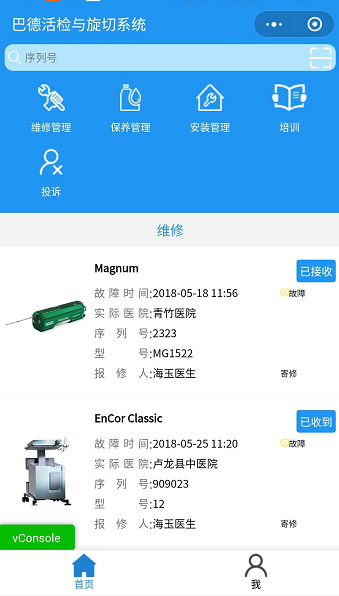 巴德活检与旋切系统
序列号
维修管理
保养管理
安装管理
培训
投诉
维修
Magnum
已接收
故障时间:2018-05-18 11:56
故障
实际医院:青竹医院
序列号:2323
型号:MG1522
报修人:海玉医生
寄修
EnCor Classic
已收到
故障时间:2018-05-25 11:20
故障
实际医院:卢龙县中医院
序列号:909023
型号:12
报修人:海玉医生
寄修
vConsole
首页
我